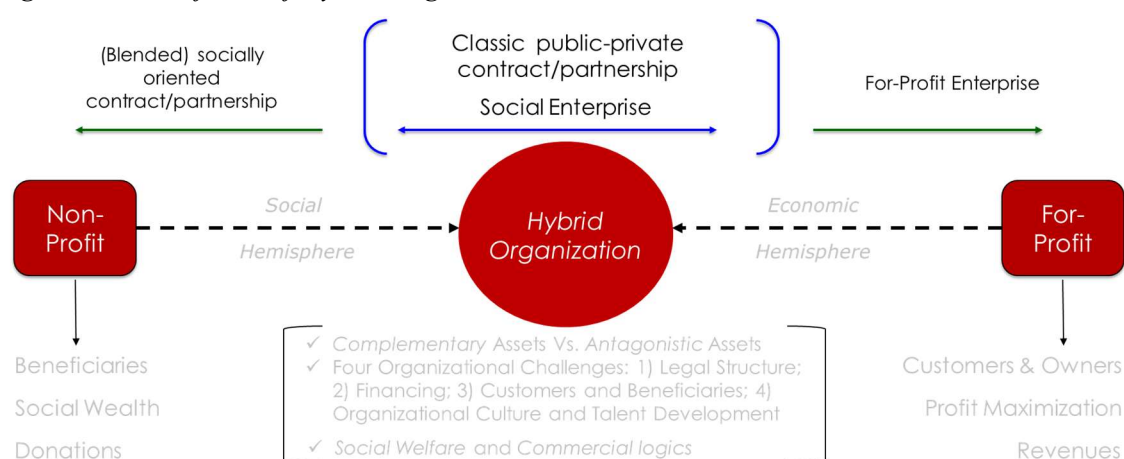 (Blended) socially
oriented
contract/partnership
Classic public-private
contract/partnership
Social Enterprise
For-Profit Enterprise
Non-
Profit
Social
Hemisphere
Hybrid
Organization
Economic
Hemisphere
For-
Profit
Beneficiaries
Social Wealth
Donations
✓ Complementary Assets Vs. Antagonistic Assets
✓ Four Organizational Challenges: 1) Legal Structure;
2) Financing; 3) Customers and Beneficiaries; 4)
Organizational Culture and Talent Development
✓ Social Welfare and Commercial logics
Customers & Owners
Profit Maximization
Revenues